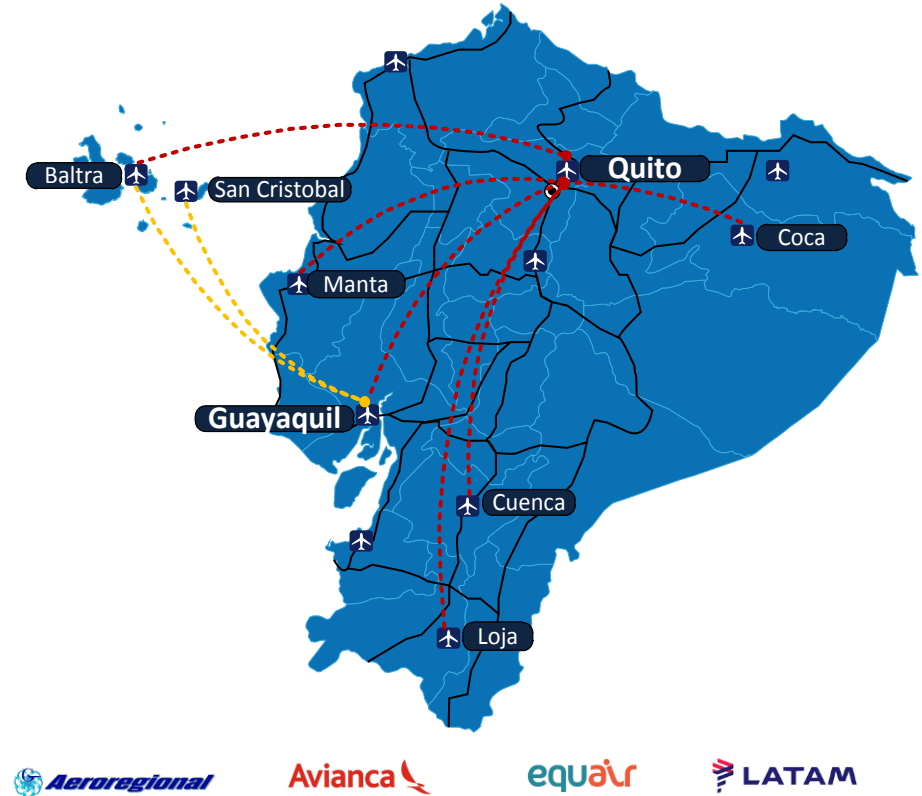 Quito
Baltra
San Cristobal
Coca
Manta
Guayaquil
Cuenca
Loja
Aeroregional
Avianca
equair
LATAM